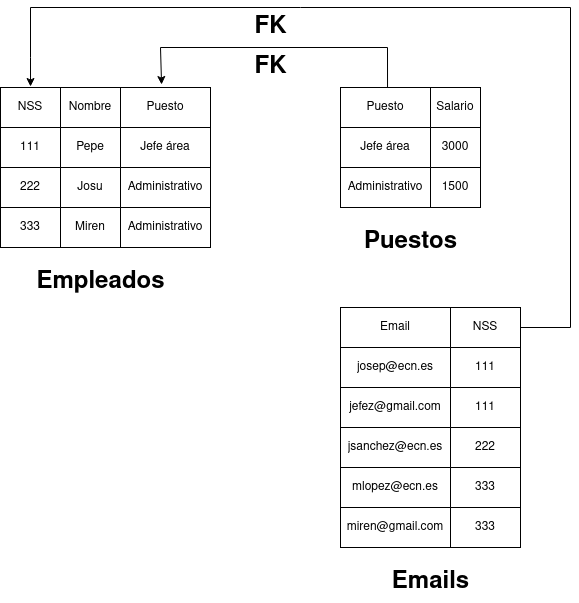 FK
FK
NSS Nombre Puesto
111 Pepe Jefe área
222 Josu Administrativo
333 Miren Administrativo
Empleados
Puesto Salario
Jefe área 3000
Administrativo 1500
Puestos
Email NSS
josep@ecn.es 111
jefez@gmail.com 111
jsanchez@ecn.es 222
mlopez@ecn.es 333
miren@gmail.com 333
Emails